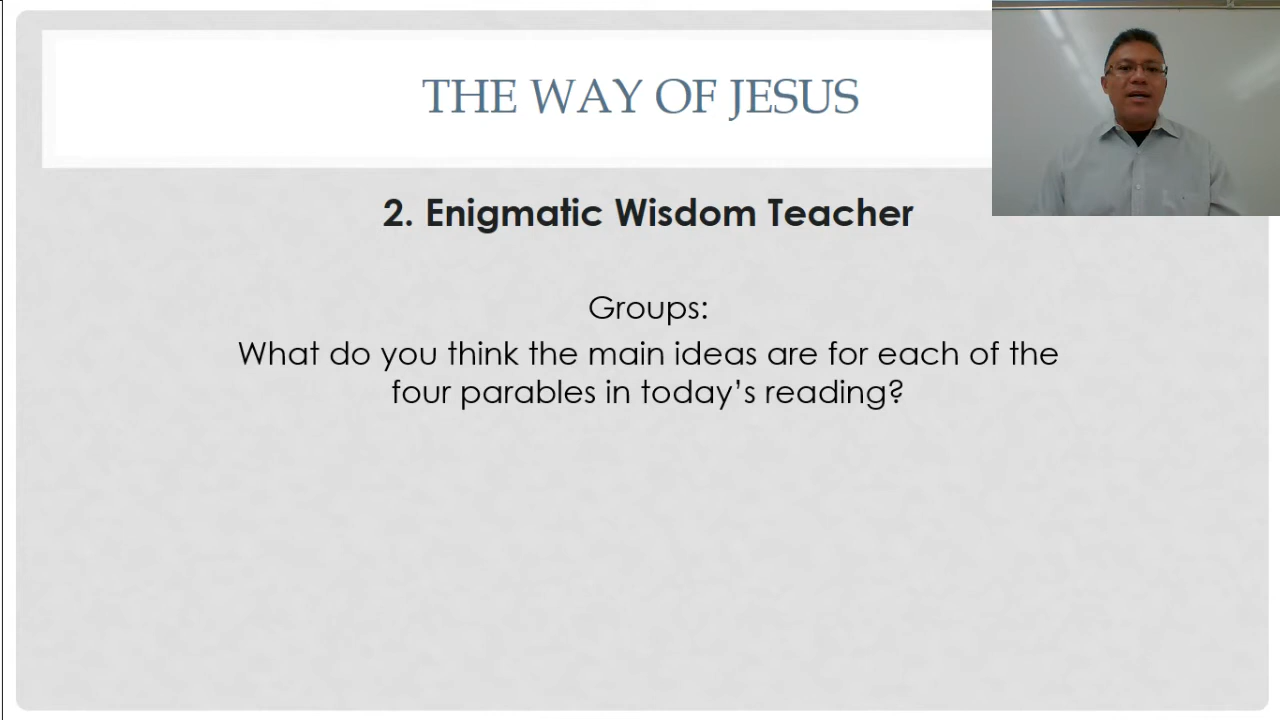 THE WAY OF JESUS
2. Enigmatic Wisdom Teacher
Groups:
What do you think the main ideas are for each of the
four parables in today’s reading?